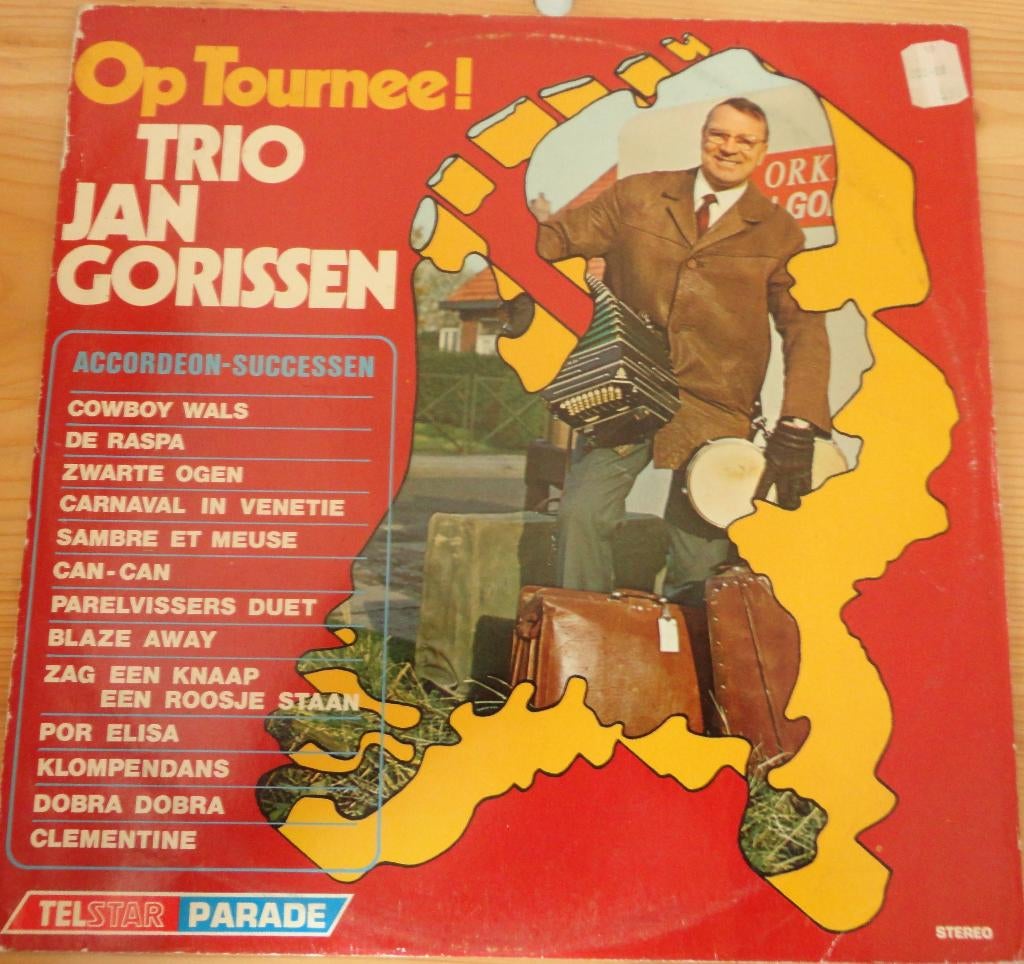 Op Tournee!
TRIO
JAN
GORISSEN
ORK
GO
ACCORDEON-SUCCESSEN
COWBOY WALS
DE RASPA
ZWARTE OGEN
CARNAVAL IN VENETIE
SAMBRE ET MEUSE
CAN-CAN
PARELVISSERS DUET
BLAZE AWAY
ZAG EEN KNAAP
EEN ROOSJE STAAN
POR ELISA
KLOMPENDANS
DOBRA DOBRA
CLEMENTINE
TELSTAR PARADE
STEREO